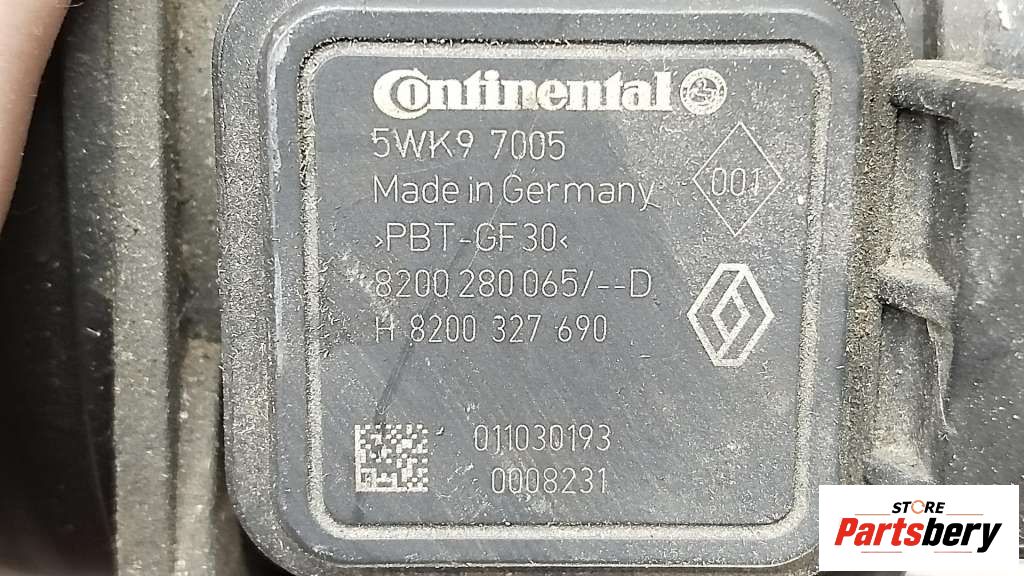 Continental
5WK9 7005
Made in Germany
001
>PBT-GF30<
8200 280 065/--D
H 8200 327 690
011030193
0008231
STORE
Partsbery